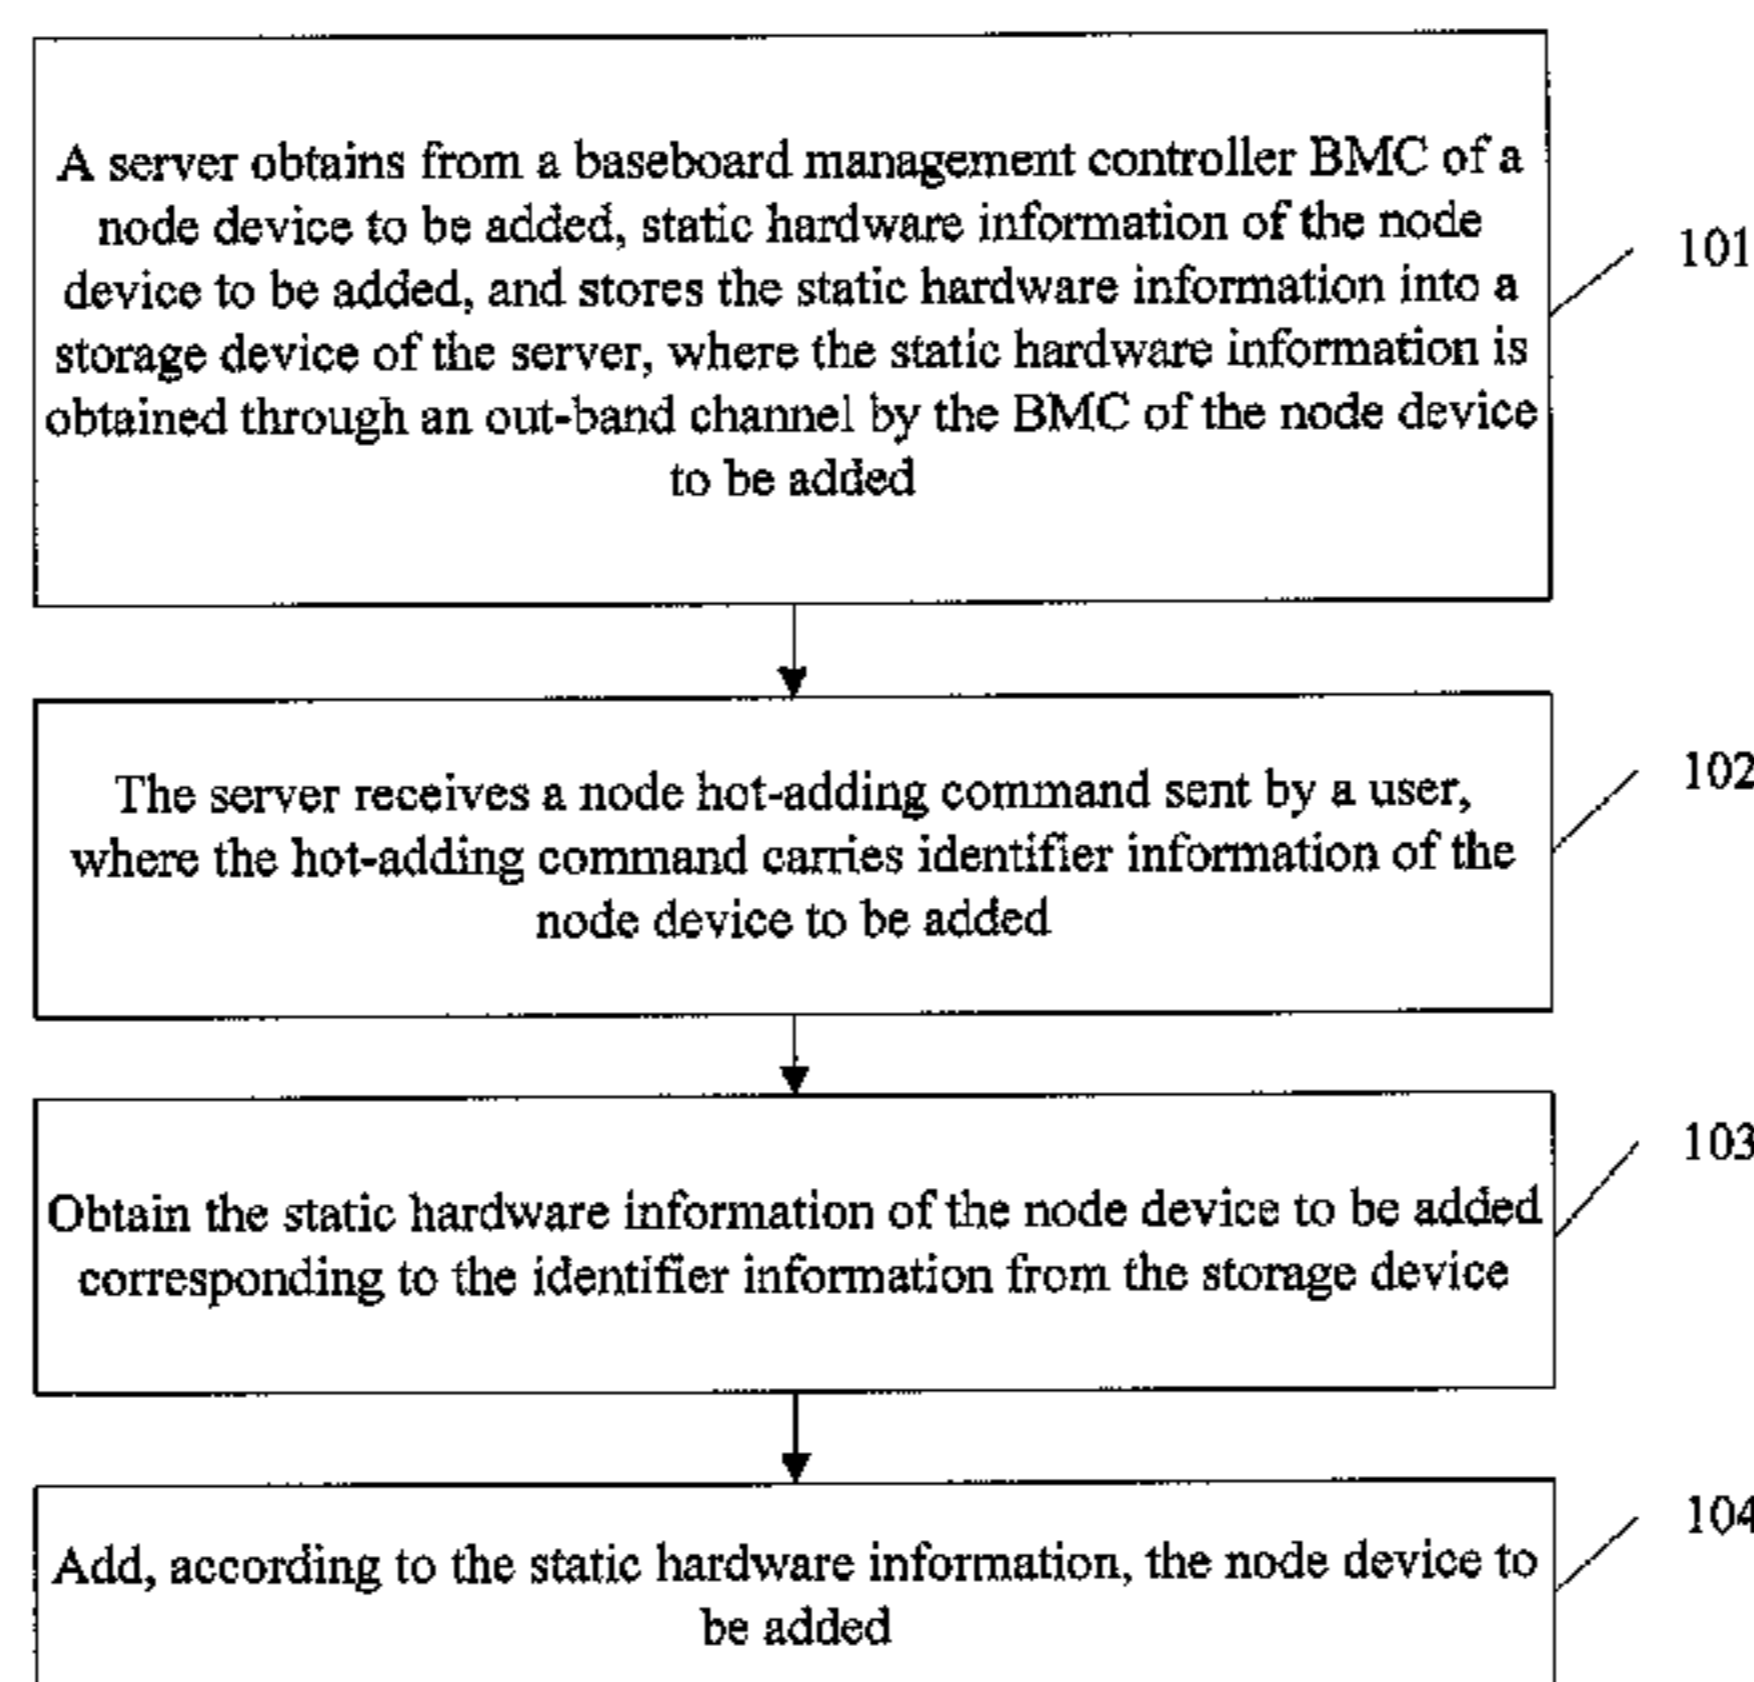 A server obtains from a baseboard management controller BMC of a
node device to be added, static hardware information of the node
device to be added, and stores the static hardware information into a
storage device of the server, where the static hardware information is
obtained through an out-band channel by the BMC of the node device
to be added
101
The server receives a node hot-adding command sent by a user,
where the hot-adding command carries identifier information of the
node device to be added
102
Obtain the static hardware information of the node device to be added
corresponding to the identifier information from the storage device
103
Add, according to the static hardware information, the node device to
be added
104